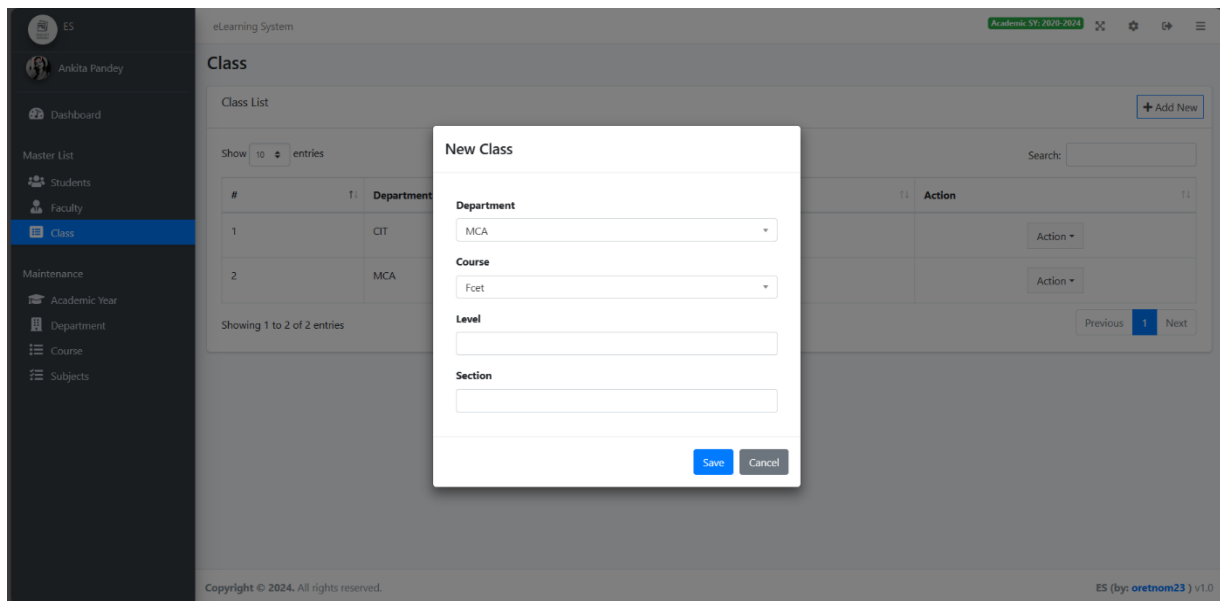 ES
eLearning System
Academic SY: 2020-2024
Ankita Pandey
Class
Dashboard
Class List
+ Add New
Master List
Show 10 entries
New Class
Search:
Students
# Department Action
Department
Faculty
Class
1 CIT Action
MCA
Course
Maintenance
2 MCA Action
Fcet
Academic Year
Department
Showing 1 to 2 of 2 entries
Level
Previous 1 Next
Course
Subjects
Section
Save Cancel
Copyright © 2024. All rights reserved.
ES (by: oretnom23 ) v1.0